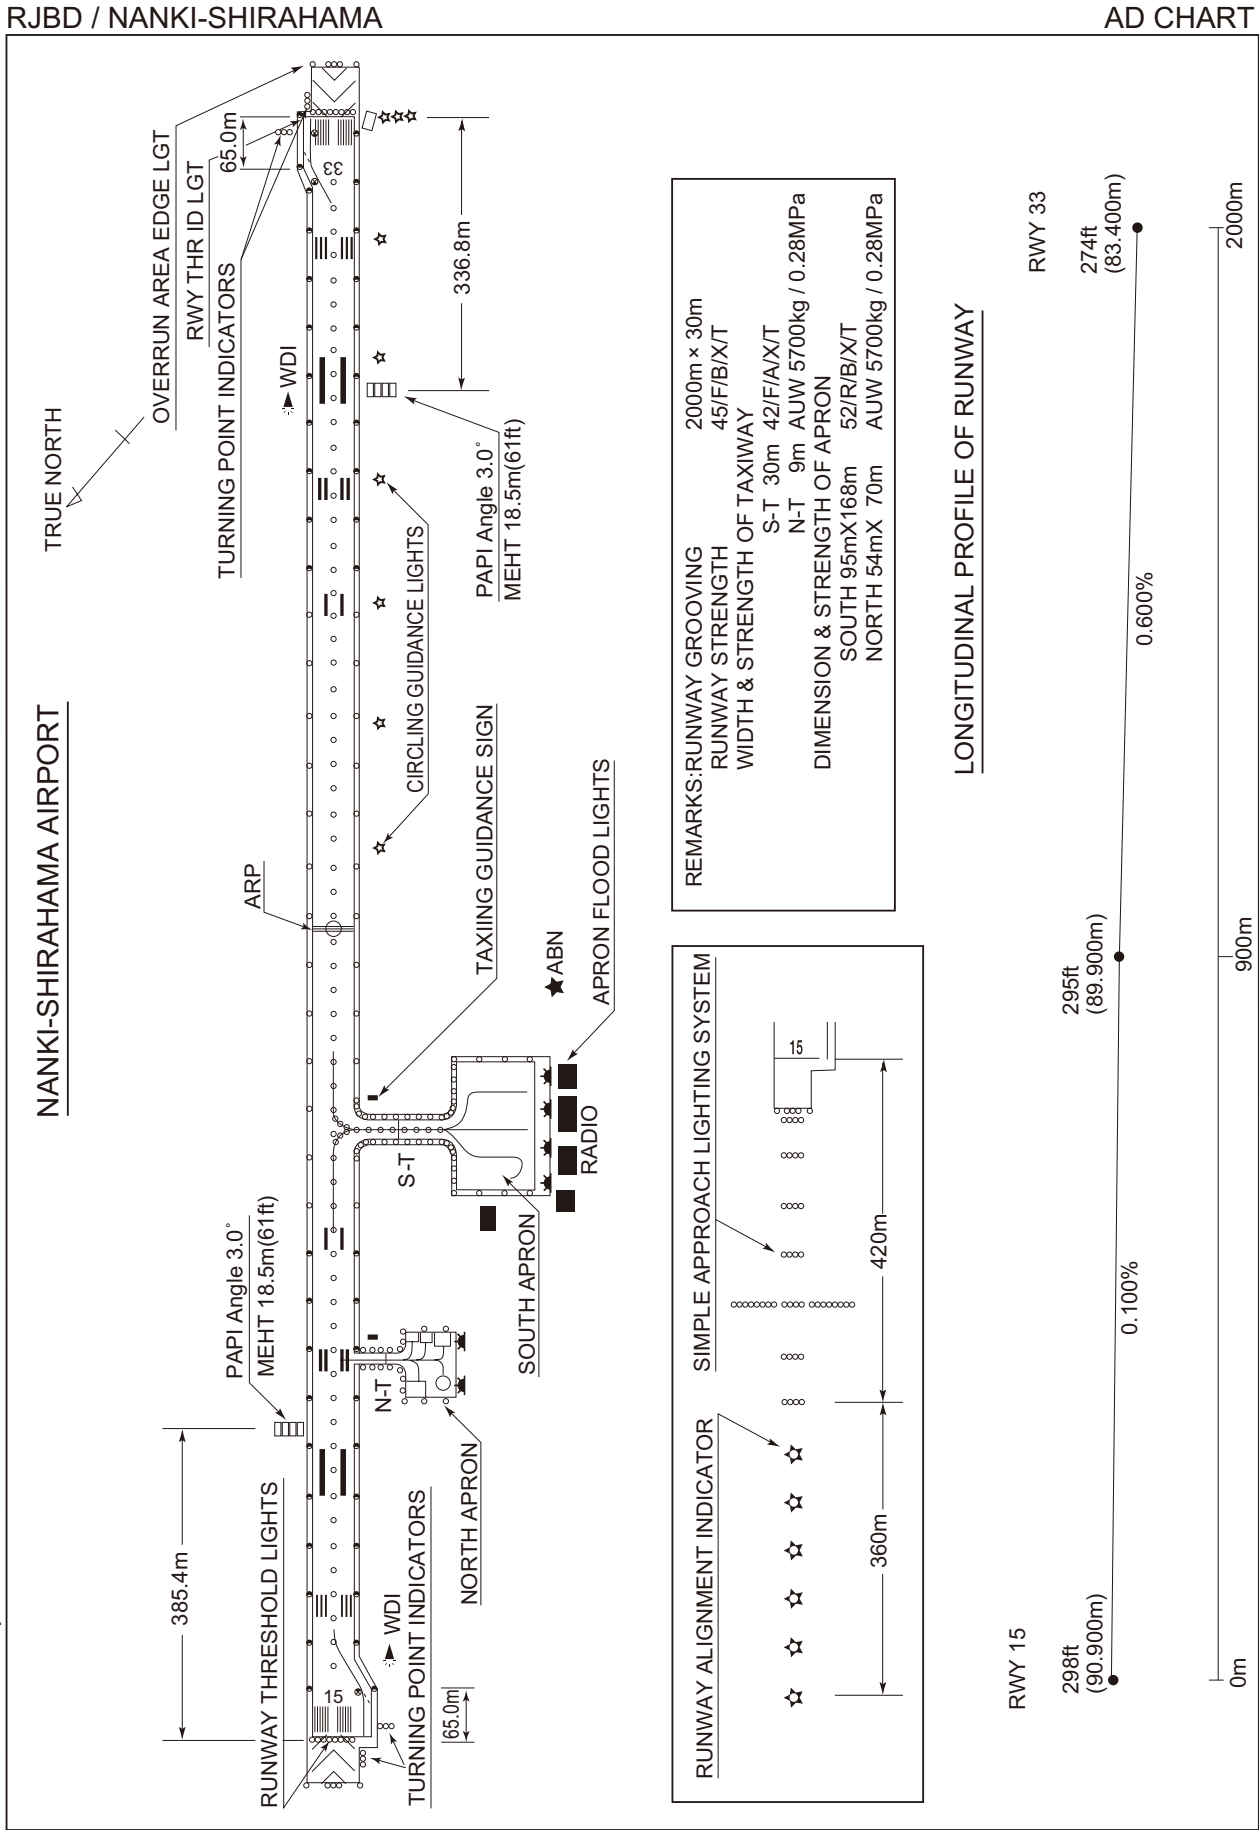 RJBD / NANKI-SHIRAHAMA
AD CHART
NANKI-SHIRAHAMA AIRPORT
TRUE NORTH
OVERRUN AREA EDGE LGT
RWY THR ID LGT
TURNING POINT INDICATORS
65.0m
33
336.8m
WDI
PAPI Angle 3.0°
MEHT 18.5m(61ft)
CIRCLING GUIDANCE LIGHTS
ARP
TAXIING GUIDANCE SIGN
ABN
APRON FLOOD LIGHTS
RADIO
S-T
SOUTH APRON
PAPI Angle 3.0°
MEHT 18.5m(61ft)
N-T
NORTH APRON
385.4m
RUNWAY THRESHOLD LIGHTS
15
WDI
TURNING POINT INDICATORS
65.0m
REMARKS:RUNWAY GROOVING 2000m × 30m
RUNWAY STRENGTH 45/F/B/X/T
WIDTH & STRENGTH OF TAXIWAY
S-T 30m 42/F/A/X/T
N-T 9m AUW 5700kg / 0.28MPa
DIMENSION & STRENGTH OF APRON
SOUTH 95mX168m 52/R/B/X/T
NORTH 54mX 70m AUW 5700kg / 0.28MPa
SIMPLE APPROACH LIGHTING SYSTEM
15
420m
RUNWAY ALIGNMENT INDICATOR
360m
LONGITUDINAL PROFILE OF RUNWAY
RWY 15
298ft
(90.900m)
0.100%
295ft
(89.900m)
0.600%
RWY 33
274ft
(83.400m)
0m
900m
2000m